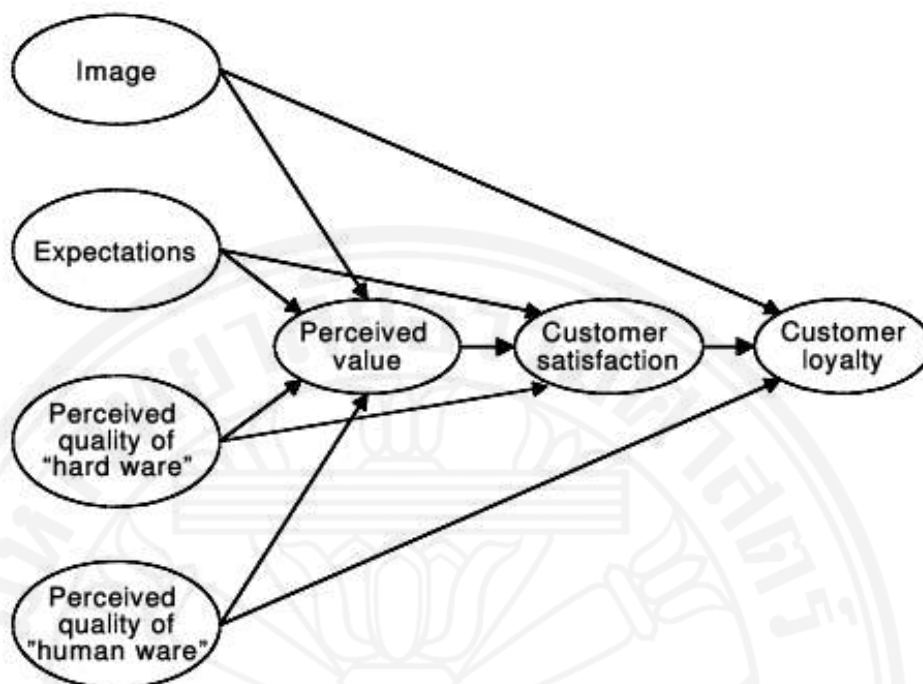 Image
Expectations
Perceived
value
Customer
satisfaction
Customer
loyalty
Perceived
quality of
"hard ware"
Perceived
quality of
"human ware"